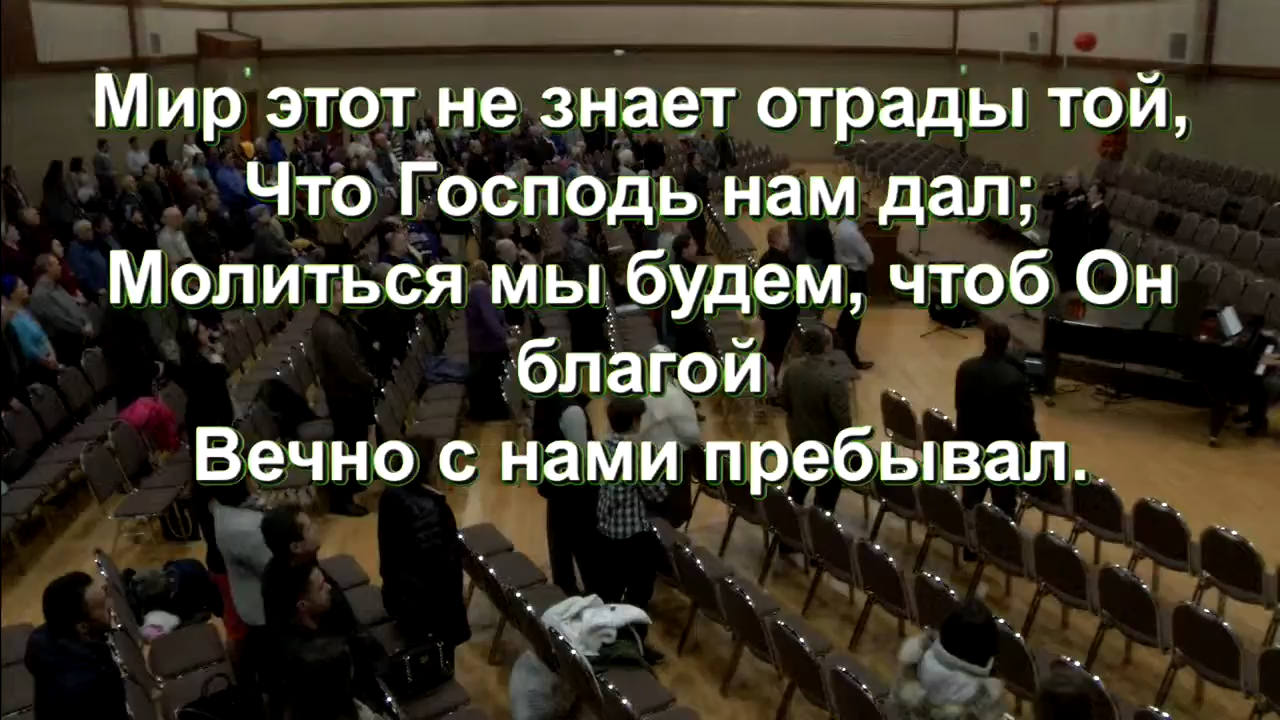 Мир этот не знает отрады той,
Что Господь нам дал;
Молиться мы будем, чтоб Он
благой
Вечно с нами пребывал.